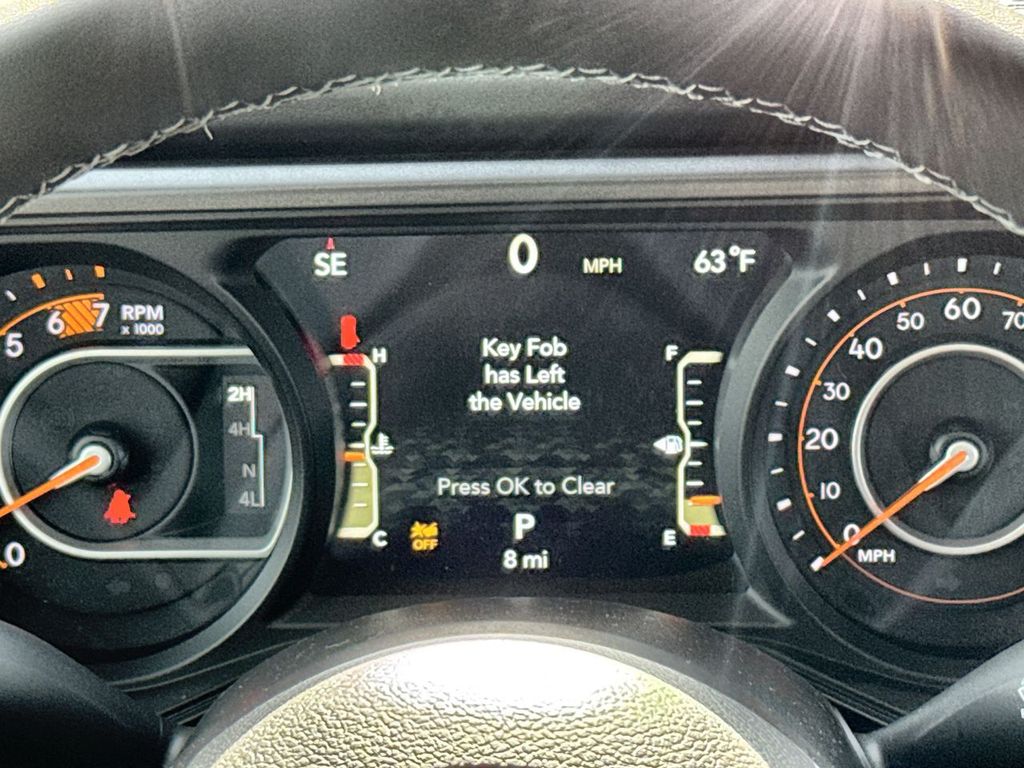 SE
0
MPH
63°F
5
6
7
RPM
x 1000
0
2H
4H
N
4L
H
C
Key Fob
has Left
the Vehicle
Press OK to Clear
OFF
P
8 mi
F
E
0
10
20
30
40
50
60
70
MPH